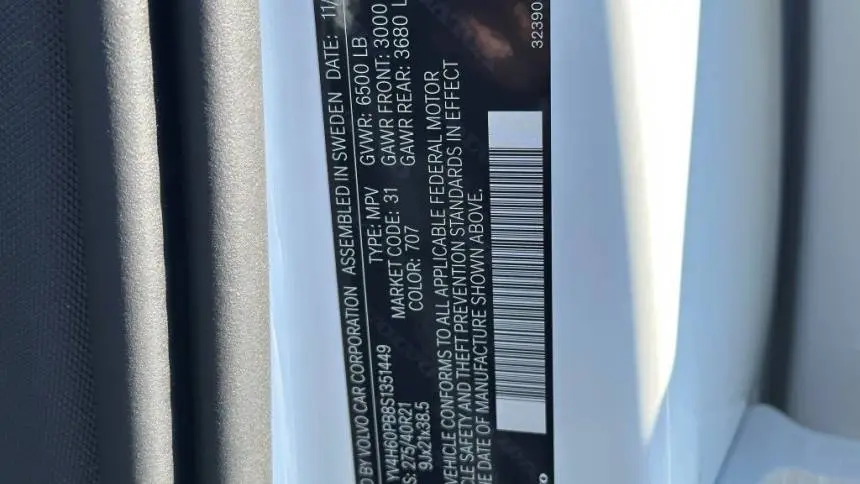 D BY VOLVO CAR CORPORATION ASSEMBLED IN SWEDEN DATE: 11/
YV4H60PB8S1351449 TYPE: MPV GVWR: 6500 LB
S: 275/40R21 MARKET CODE: 31 GAWR FRONT: 3000
9Jx21x38.5 COLOR: 707 GAWR REAR: 3680 L
VEHICLE CONFORMS TO ALL APPLICABLE FEDERAL MOTOR
CLE SAFETY AND THEFT PREVENTION STANDARDS IN EFFECT
E DATE OF MANUFACTURE SHOWN ABOVE.
32390